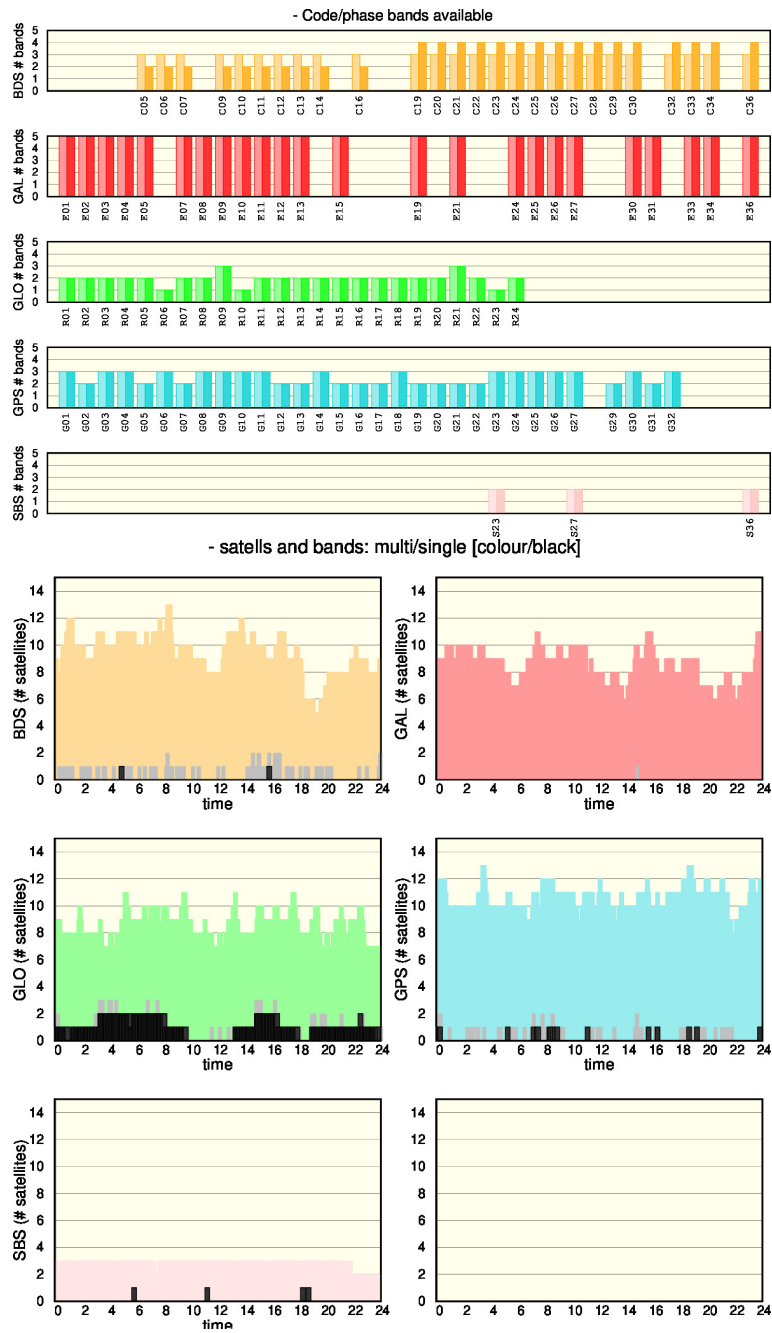 - Code/phase bands available
BDS # bands
5
4
3
2
1
0
C05 C06 C07 C09 C10 C11 C12 C13 C14 C16 C19 C20 C21 C22 C23 C24 C25 C26 C27 C28 C29 C30 C32 C33 C34 C36
GAL # bands
5
4
3
2
1
0
E01 E02 E03 E04 E05 E07 E08 E09 E10 E11 E12 E13 E15 E19 E21 E24 E25 E26 E27 E30 E31 E33 E34 E36
GLO # bands
5
4
3
2
1
0
R01 R02 R03 R04 R05 R06 R07 R08 R09 R10 R11 R12 R13 R14 R15 R16 R17 R18 R19 R20 R21 R22 R23 R24
GPS # bands
5
4
3
2
1
0
G01 G02 G03 G04 G05 G06 G07 G08 G09 G10 G11 G12 G13 G14 G15 G16 G17 G18 G19 G20 G21 G22 G23 G24 G25 G26 G27 G29 G30 G31 G32
SBS # bands
5
4
3
2
1
0
S23 S27 S36
- satells and bands: multi/single [colour/black]
BDS (# satellites)
14
12
10
8
6
4
2
0
0 2 4 6 8 10 12 14 16 18 20 22 24
time
GAL (# satellites)
14
12
10
8
6
4
2
0
0 2 4 6 8 10 12 14 16 18 20 22 24
time
GLO (# satellites)
14
12
10
8
6
4
2
0
0 2 4 6 8 10 12 14 16 18 20 22 24
time
GPS (# satellites)
14
12
10
8
6
4
2
0
0 2 4 6 8 10 12 14 16 18 20 22 24
time
SBS (# satellites)
14
12
10
8
6
4
2
0
0 2 4 6 8 10 12 14 16 18 20 22 24
time
14
12
10
8
6
4
2
0
0 2 4 6 8 10 12 14 16 18 20 22 24